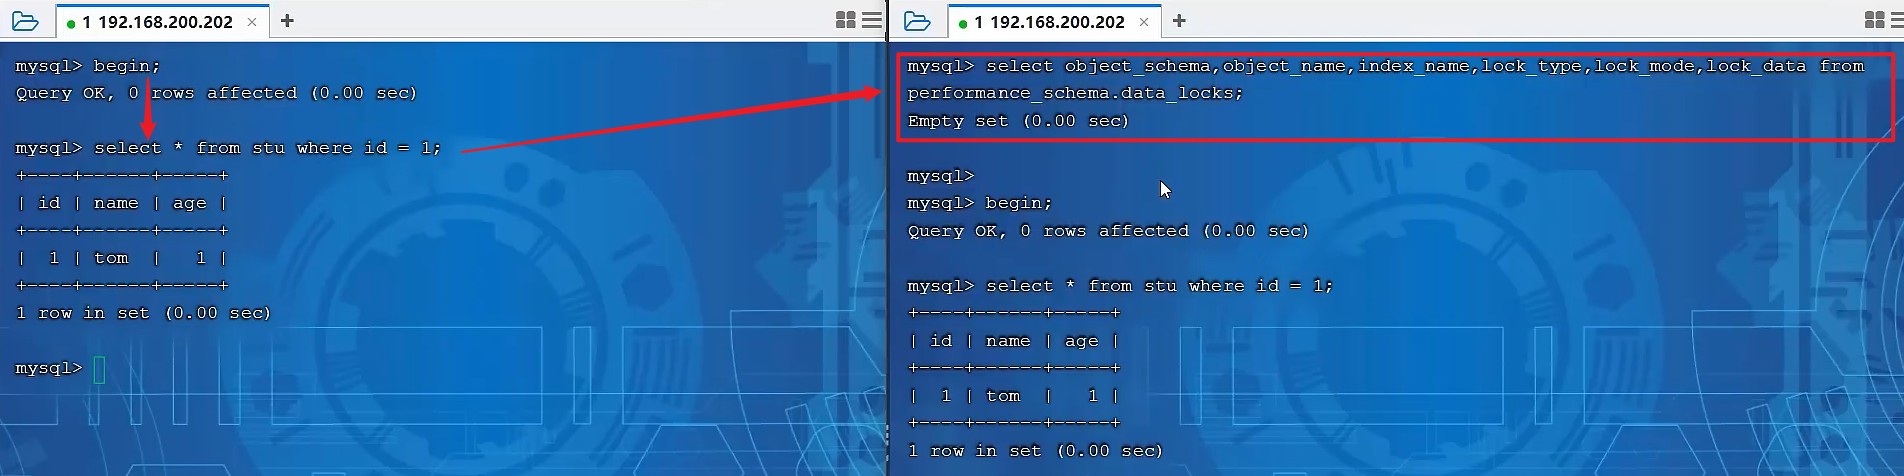 1 192.168.200.202 × +
mysql> begin;
Query OK, 0 rows affected (0.00 sec)
mysql> select * from stu where id = 1;
+----+------+-----+
| id | name | age |
+----+------+-----+
|  1 | tom  |   1 |
+----+------+-----+
1 row in set (0.00 sec)
mysql>
1 192.168.200.202 × +
mysql> select object_schema,object_name,index_name,lock_type,lock_mode,lock_data from
performance_schema.data_locks;
Empty set (0.00 sec)
mysql>
mysql> begin;
Query OK, 0 rows affected (0.00 sec)
mysql> select * from stu where id = 1;
+----+------+-----+
| id | name | age |
+----+------+-----+
|  1 | tom  |   1 |
+----+------+-----+
1 row in set (0.00 sec)